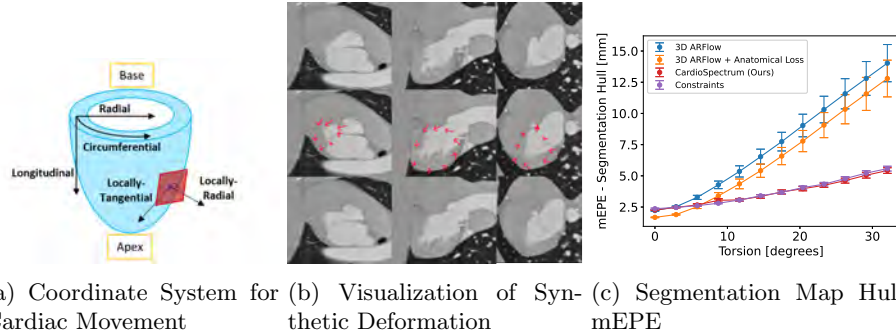 Base
Radial
Circumferential
Longitudinal
Locally-
Tangential
Locally-
Radial
Apex
mEPE - Segmentation Hull [mm]
15.0
12.5
10.0
7.5
5.0
2.5
3D ARFlow
3D ARFlow + Anatomical Loss
CardioSpectrum (Ours)
Constraints
0
10
20
30
Torsion [degrees]
a) Coordinate System for
Cardiac Movement
(b) Visualization of Syn-
thetic Deformation
(c) Segmentation Map Hull
mEPE